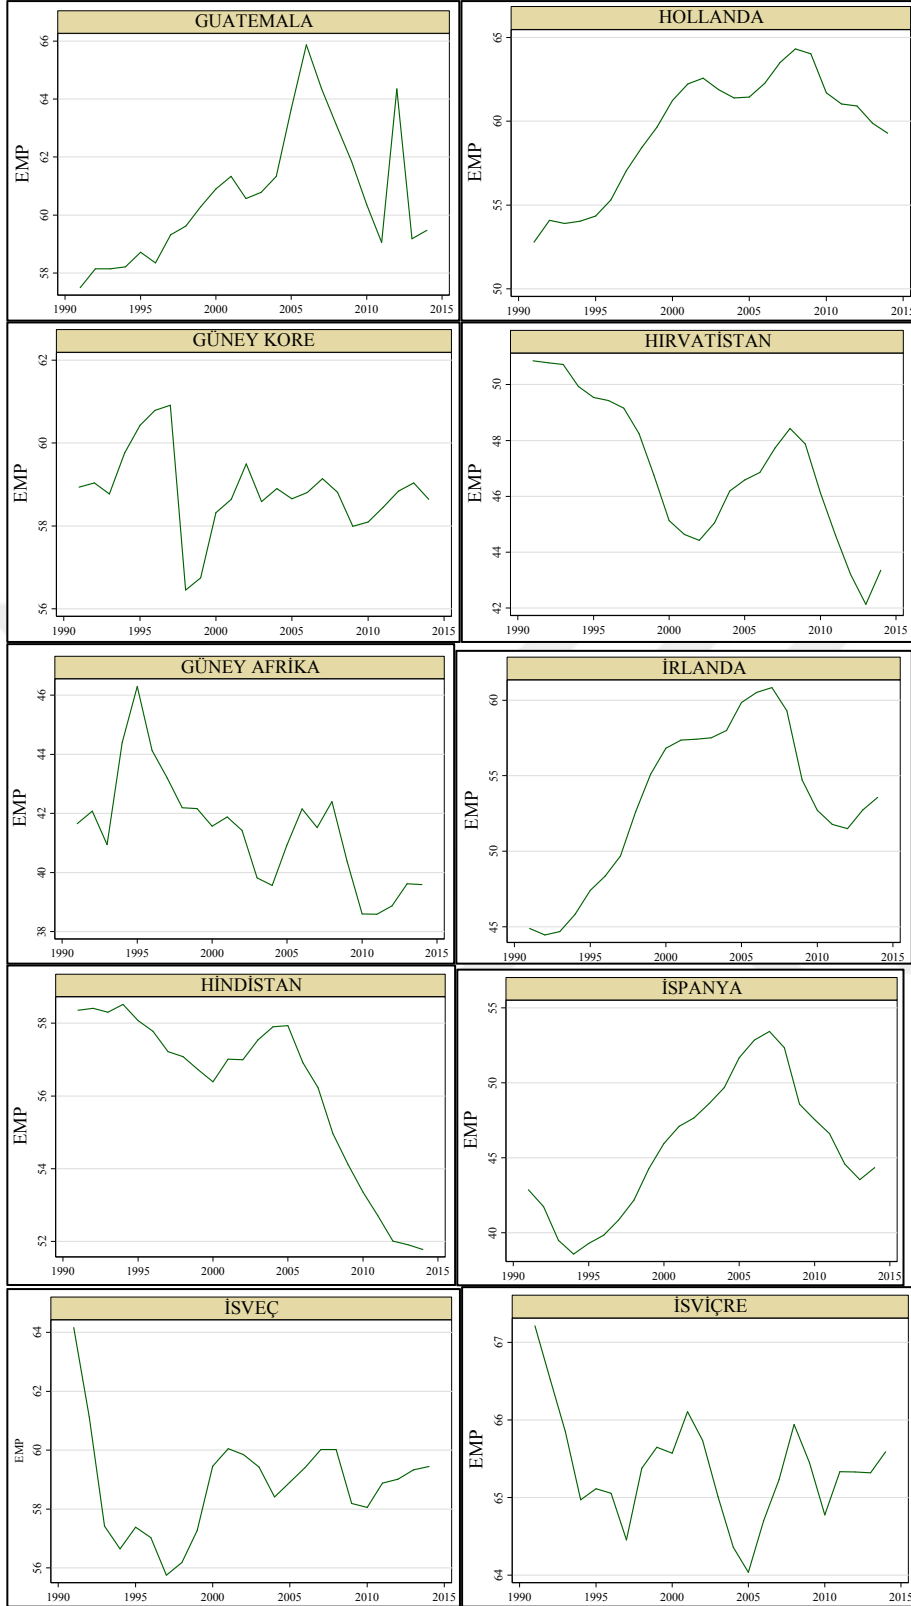 GUATEMALA
EMP
66
64
62
60
58
1990 1995 2000 2005 2010 2015
HOLLANDA
EMP
65
60
55
50
1990 1995 2000 2005 2010 2015
GÜNEY KORE
EMP
62
60
58
56
1990 1995 2000 2005 2010 2015
HIRVATİSTAN
EMP
50
48
46
44
42
1990 1995 2000 2005 2010 2015
GÜNEY AFRİKA
EMP
46
44
42
40
38
1990 1995 2000 2005 2010 2015
İRLANDA
EMP
60
55
50
45
1990 1995 2000 2005 2010 2015
HİNDİSTAN
EMP
58
56
54
52
1990 1995 2000 2005 2010 2015
İSPANYA
EMP
55
50
45
40
1990 1995 2000 2005 2010 2015
İSVEÇ
EMP
64
62
60
58
56
1990 1995 2000 2005 2010 2015
İSVİÇRE
EMP
67
66
65
64
1990 1995 2000 2005 2010 2015